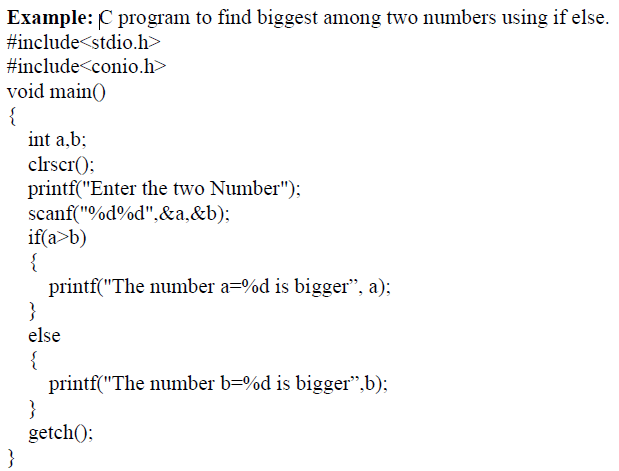 Example: C program to find biggest among two numbers using if else.
#include<stdio.h>
#include<conio.h>
void main()
{
int a,b;
clrscr();
printf("Enter the two Number");
scanf("%d%d",&a,&b);
if(a>b)
{
printf("The number a=%d is bigger”, a);
}
else
{
printf("The number b=%d is bigger”,b);
}
getch();
}